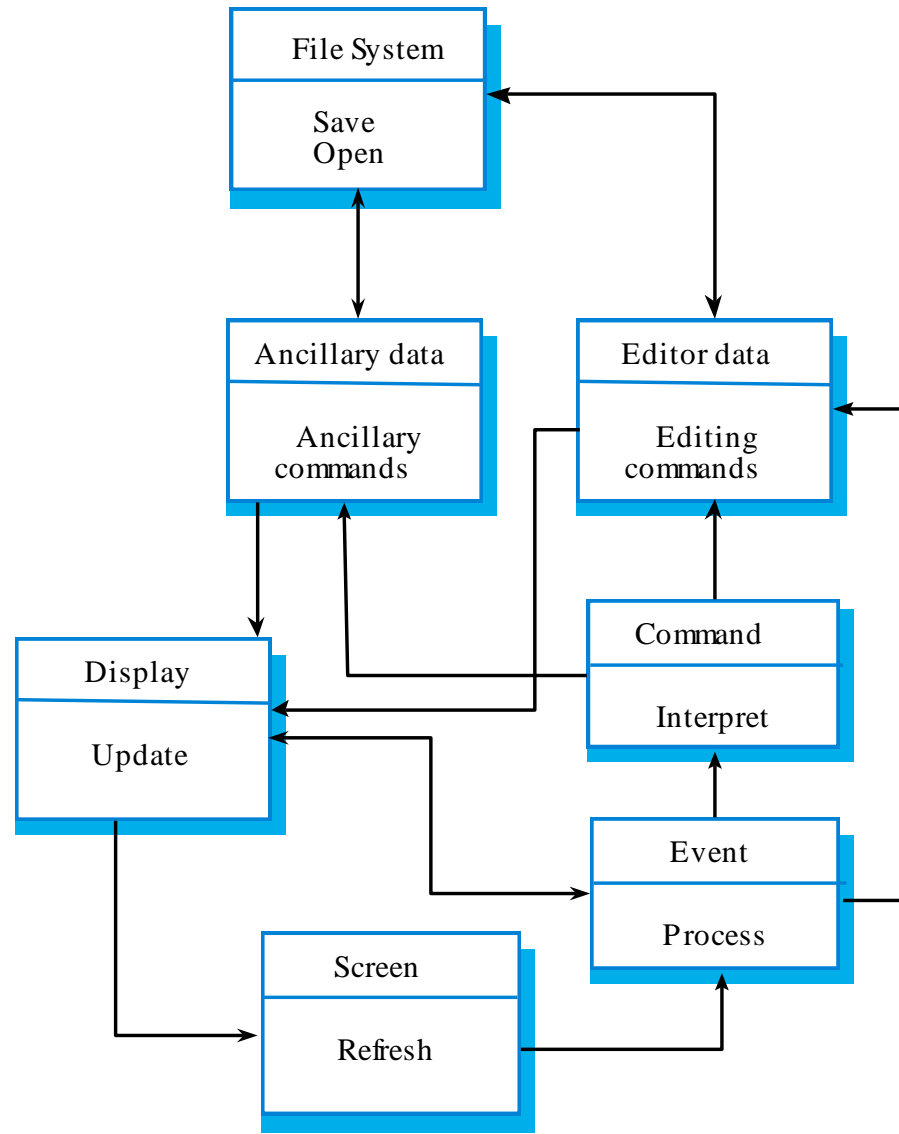 File System
Save
Open
Ancillary data
Ancillary
commands
Editor data
Editing
commands
Command
Interpret
Display
Update
Event
Process
Screen
Refresh